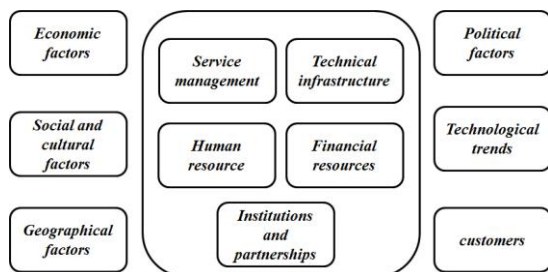 Economic
factors
Social and
cultural
factors
Geographical
factors
Service
management
Technical
infrastructure
Human
resource
Financial
resources
Institutions
and
partnerships
Political
factors
Technological
trends
customers